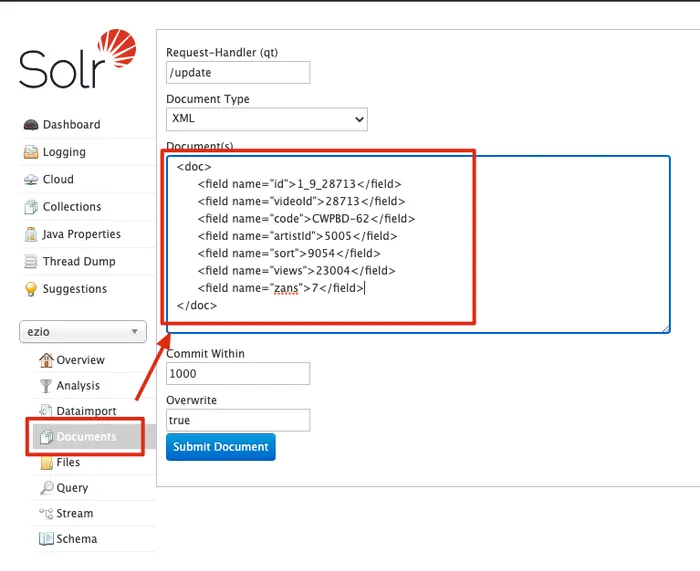 Solr
Dashboard
Logging
Cloud
Collections
Java Properties
Thread Dump
Suggestions
ezio
Overview
Analysis
Dataimport
Documents
Files
Query
Stream
Schema
Request-Handler (qt)
/update
Document Type
XML
Document(s)
<doc>
<field name="id">1_9_28713</field>
<field name="videoId">28713</field>
<field name="code">CWPBD-62</field>
<field name="artistId">5005</field>
<field name="sort">9054</field>
<field name="views">23004</field>
<field name="zans">7</field>
</doc>
Commit Within
1000
Overwrite
true
Submit Document